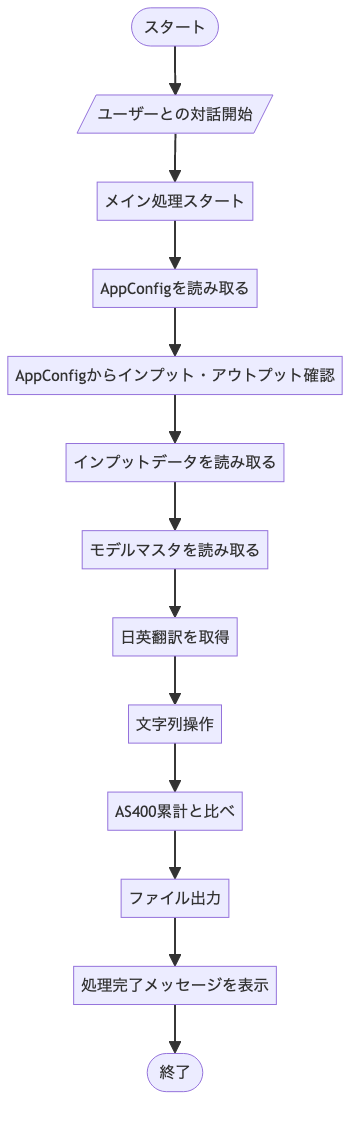 スタート
ユーザーとの対話開始
メイン処理スタート
AppConfigを読み取る
AppConfigからインプット・アウトプット確認
インプットデータを読み取る
モデルマスタを読み取る
日英翻訳を取得
文字列操作
AS400累計と比べ
ファイル出力
処理完了メッセージを表示
終了